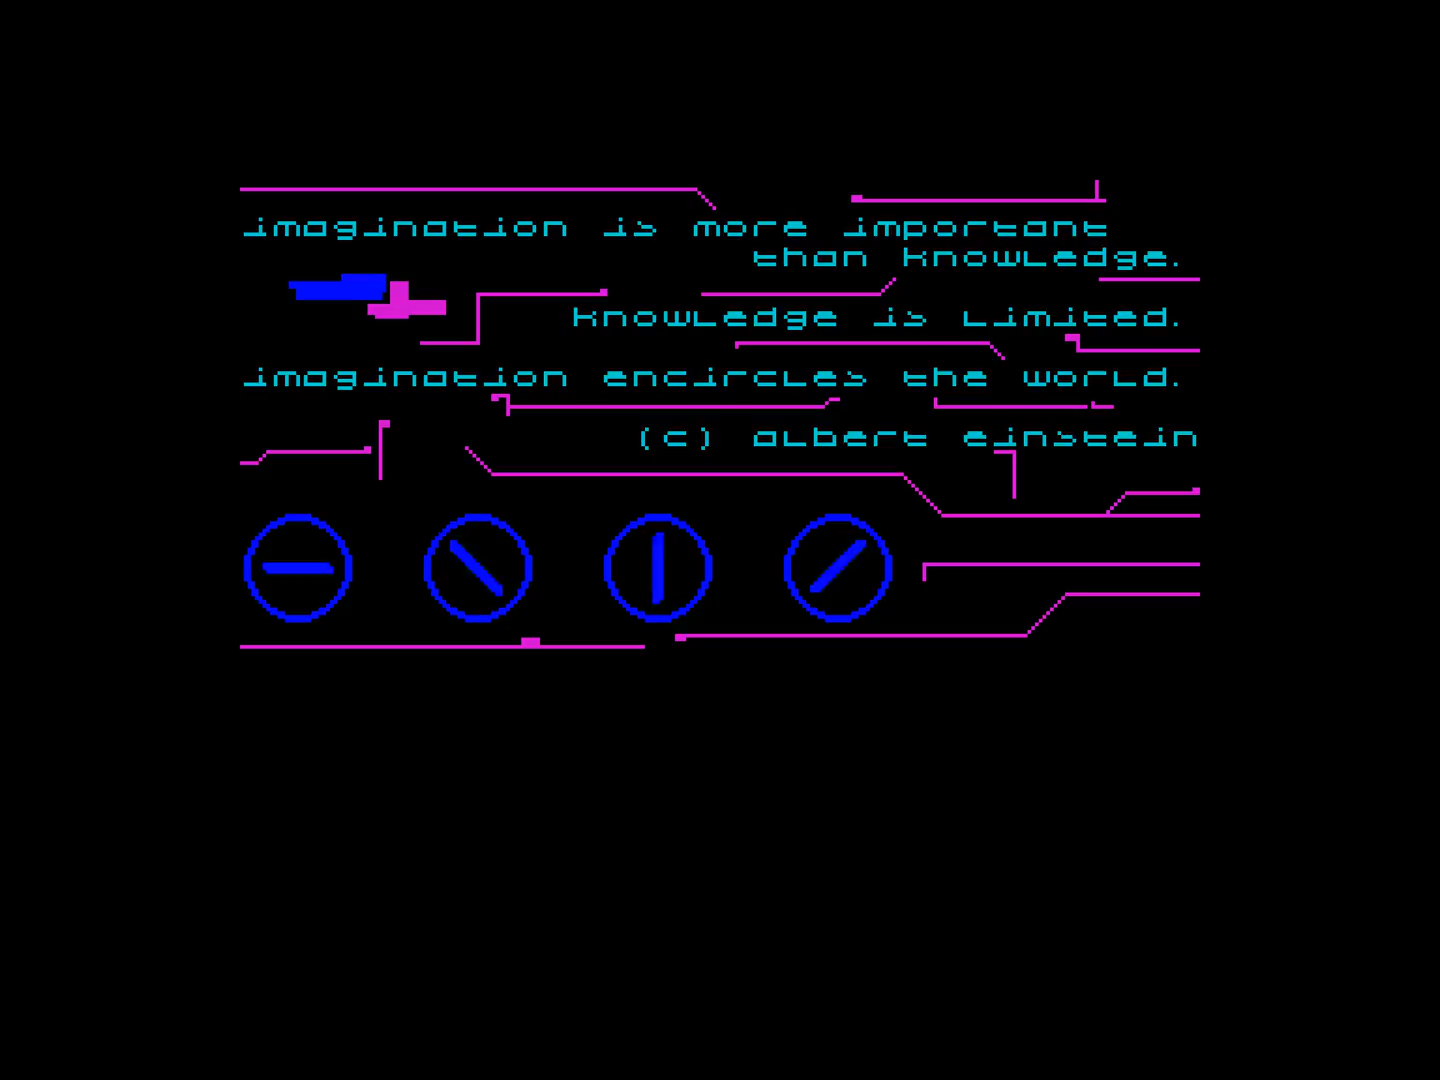 imagination is more important
than knowledge.
knowledge is limited.
imagination encircles the world.
(c) albert einstein